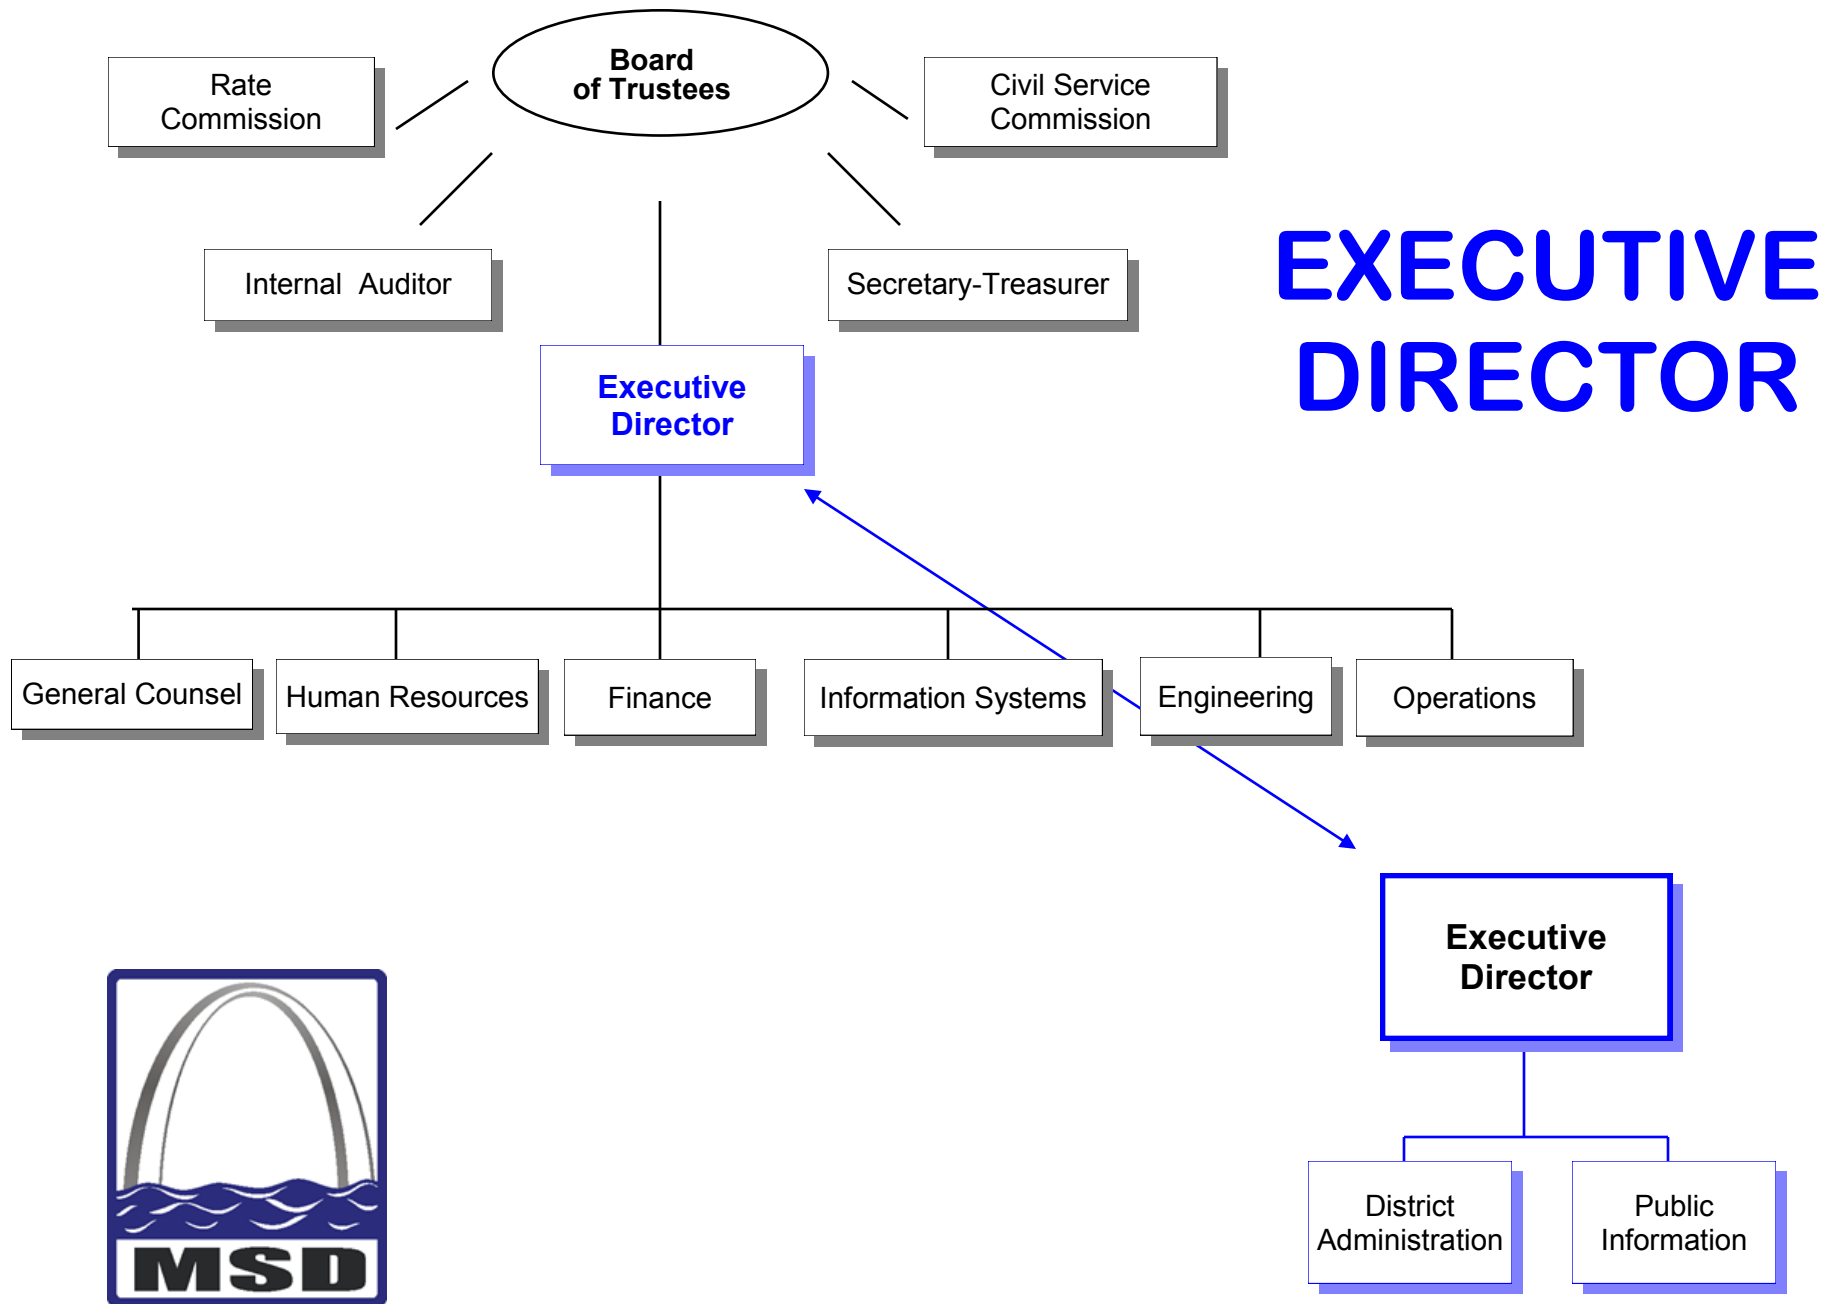 Board
of Trustees
Rate
Commission
Civil Service
Commission
Internal Auditor
Secretary-Treasurer
EXECUTIVE
DIRECTOR
Executive
Director
General Counsel
Human Resources
Finance
Information Systems
Engineering
Operations
Executive
Director
District
Administration
Public
Information
MSD